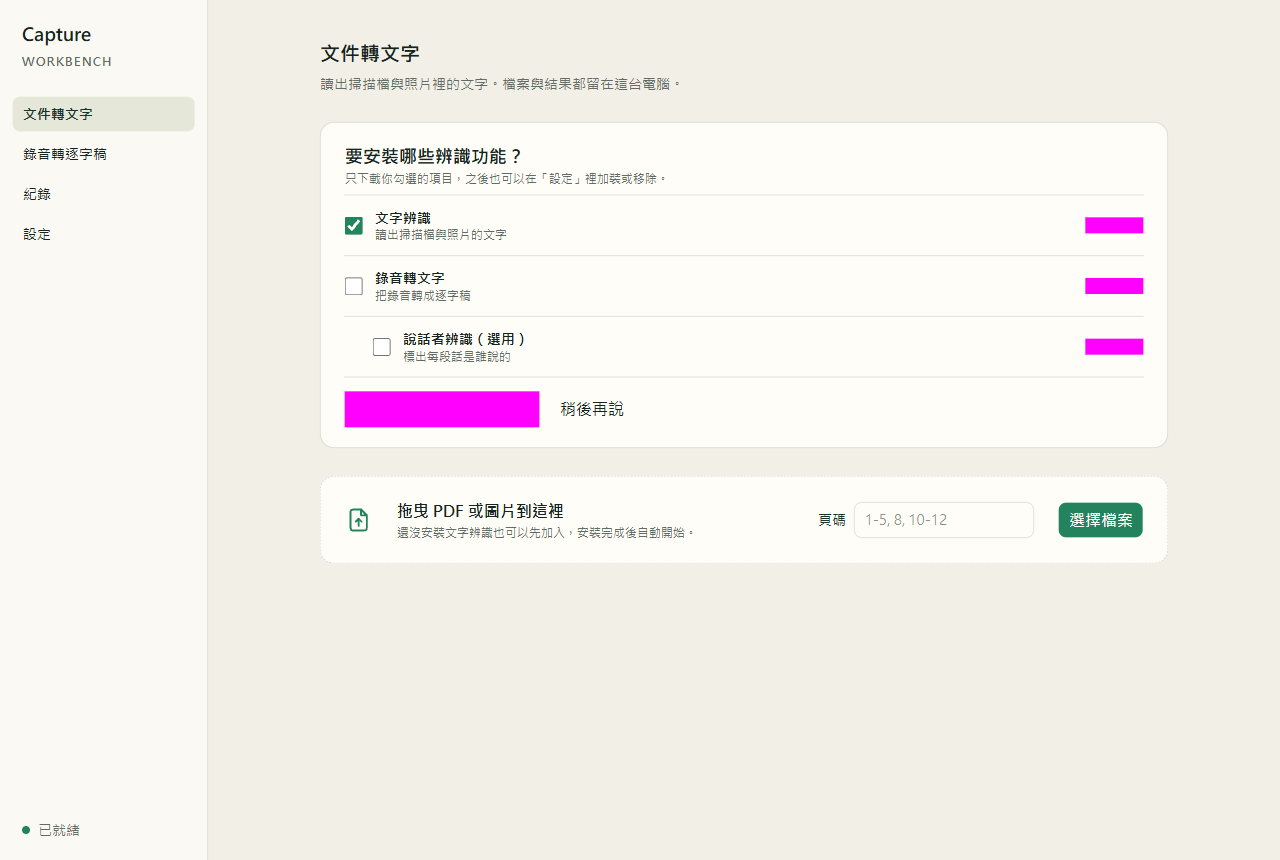 Capture
WORKBENCH
文件轉文字
錄音轉逐字稿
紀錄
設定
已就緒
文件轉文字
讀出掃描檔與照片裡的文字。檔案與結果都留在這台電腦。
要安裝哪些辨識功能？
只下載你勾選的項目，之後也可以在「設定」裡加裝或移除。
文字辨識
讀出掃描檔與照片的文字
錄音轉文字
把錄音轉成逐字稿
說話者辨識（選用）
標出每段話是誰說的
稍後再說
拖曳 PDF 或圖片到這裡
還沒安裝文字辨識也可以先加入，安裝完成後自動開始。
頁碼
1-5, 8, 10-12
選擇檔案